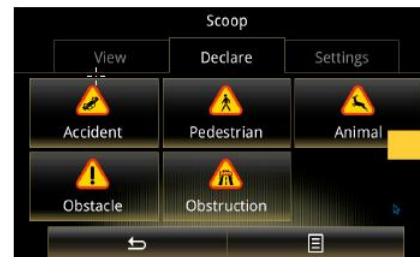 Scoop
View Declare Settings
Accident Pedestrian Animal
Obstacle Obstruction